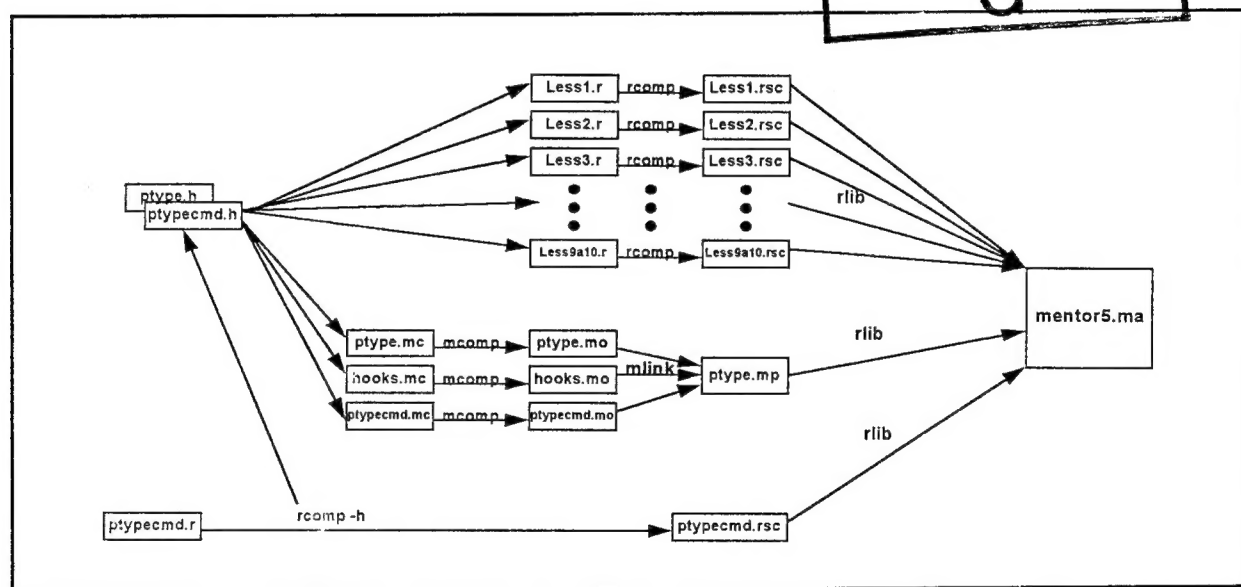 Less1.r rcomp Less1.rsc
Less2.r rcomp Less2.rsc
Less3.r rcomp Less3.rsc
ptype.h
ptypecmd.h
rlib
Less9a10.r rcomp Less9a10.rsc
mentor5.ma
ptype.mc mcomp ptype.mo
rlib
mlink
hooks.mc mcomp hooks.mo
ptype.mp
ptypecmd.mc mcomp ptypecmd.mo
rlib
rcomp -h
ptypecmd.r
ptypecmd.rsc